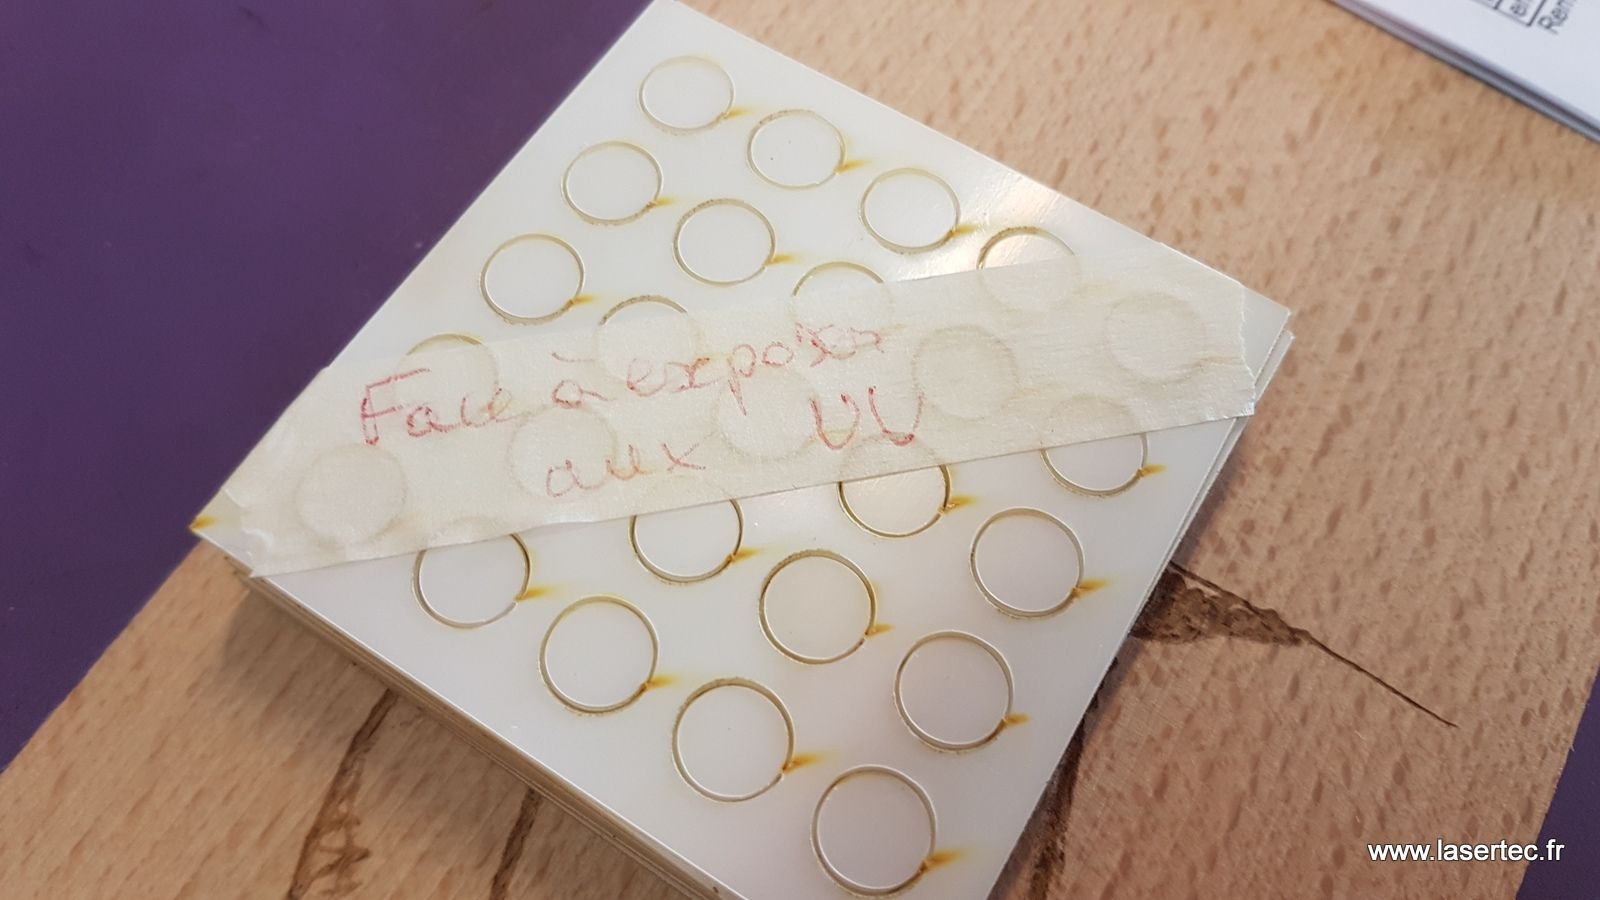 Face à exposer
aux UV
www.lasertec.fr